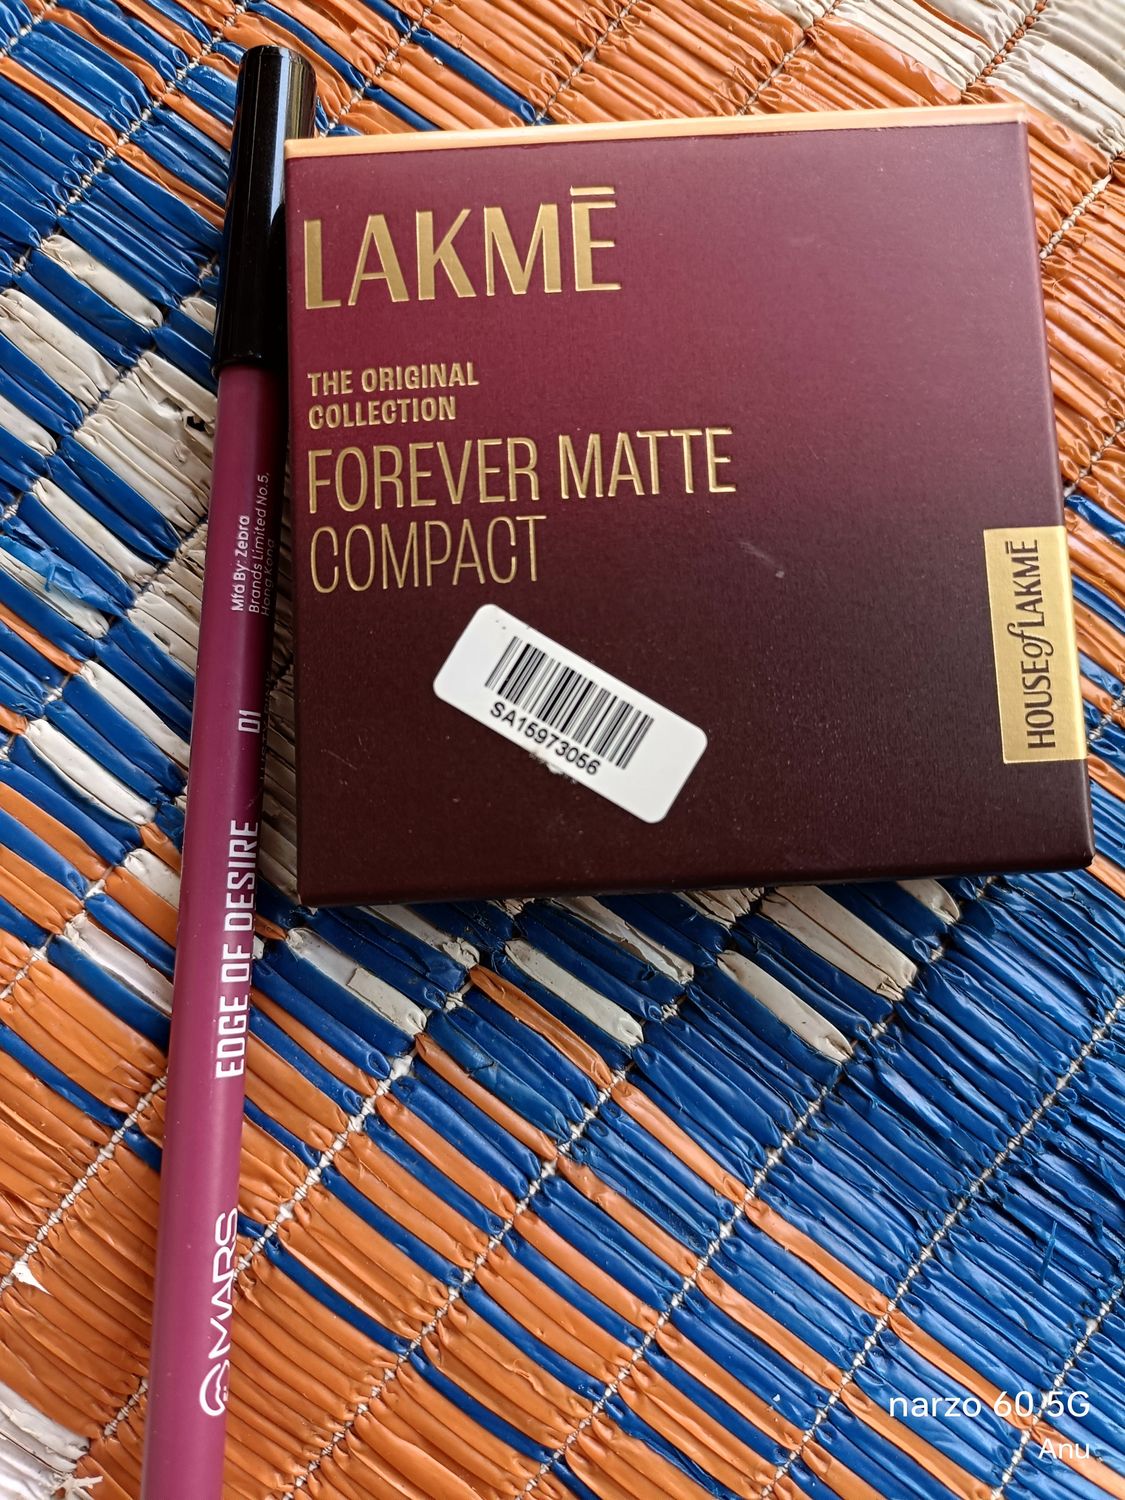 LAKMĒ
THE ORIGINAL
COLLECTION
FOREVER MATTE
COMPACT
SA15973056
HOUSE of LAKMĒ
Mfd By: Zebra
Brands Limited No.5,
Hong Kong
EDGE OF DESIRE 01
MARS
narzo 60 5G
Anu